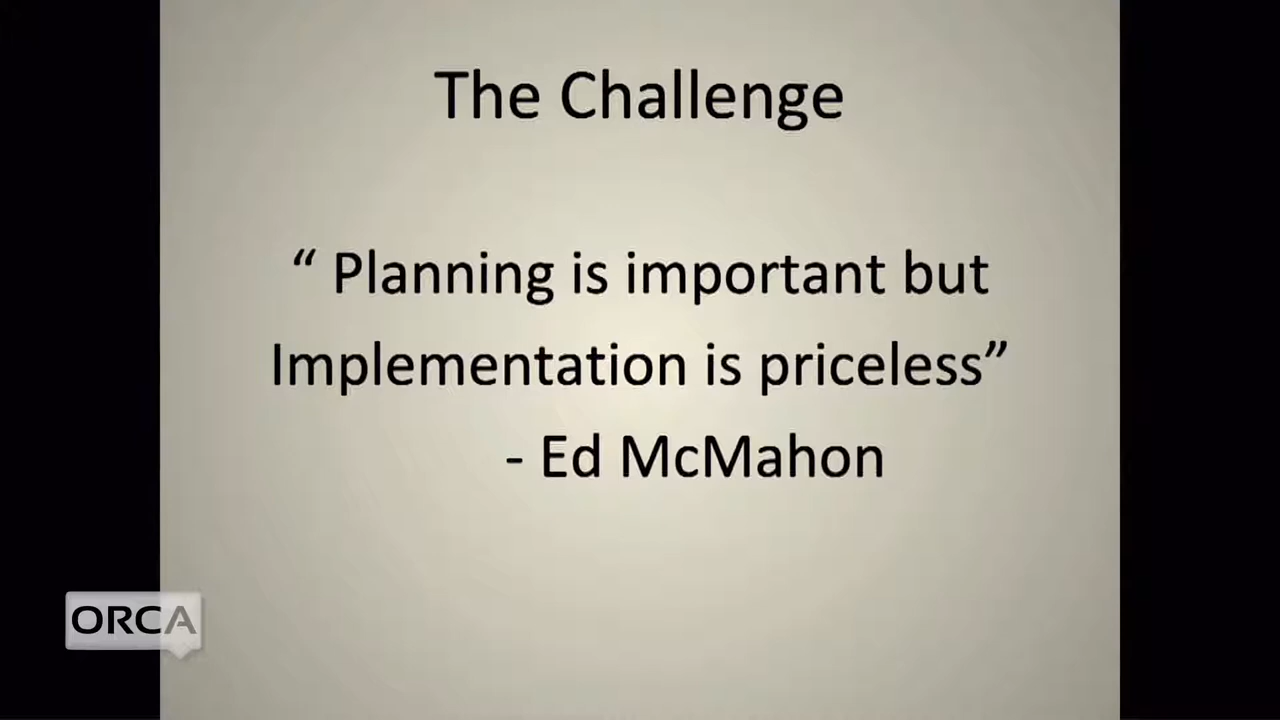 The Challenge
“ Planning is important but
Implementation is priceless”
- Ed McMahon
ORCA